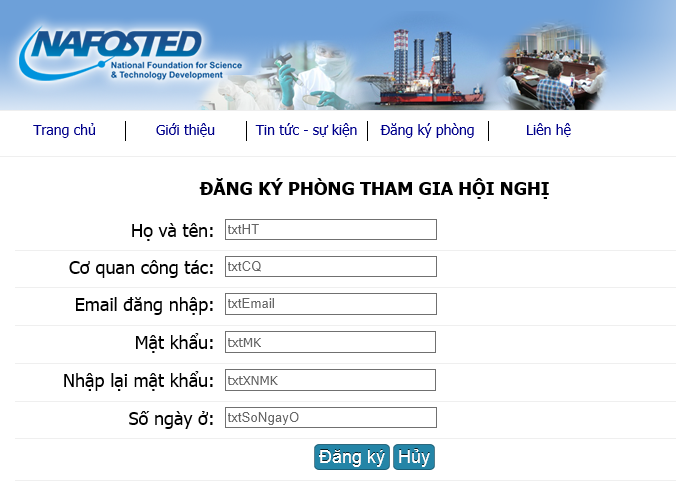 NAFOSTED
National Foundation for Science
& Technology Development
Trang chủ Giới thiệu Tin tức - sự kiện Đăng ký phòng Liên hệ
ĐĂNG KÝ PHÒNG THAM GIA HỘI NGHỊ
Họ và tên: txtHT
Cơ quan công tác: txtCQ
Email đăng nhập: txtEmail
Mật khẩu: txtMK
Nhập lại mật khẩu: txtXNMK
Số ngày ở: txtSoNgayO
Đăng ký Hủy